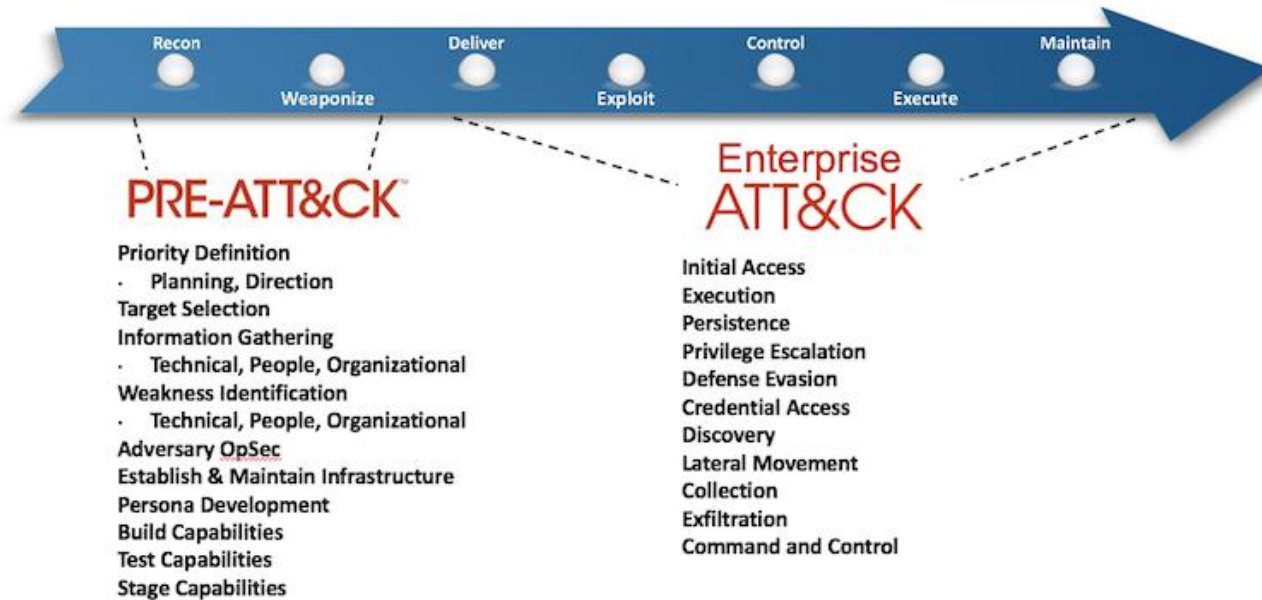 Recon
Weaponize
Deliver
Exploit
Control
Execute
Maintain
PRE-ATT&CK™
Priority Definition
· Planning, Direction
Target Selection
Information Gathering
· Technical, People, Organizational
Weakness Identification
· Technical, People, Organizational
Adversary OpSec
Establish & Maintain Infrastructure
Persona Development
Build Capabilities
Test Capabilities
Stage Capabilities
Enterprise
ATT&CK
Initial Access
Execution
Persistence
Privilege Escalation
Defense Evasion
Credential Access
Discovery
Lateral Movement
Collection
Exfiltration
Command and Control